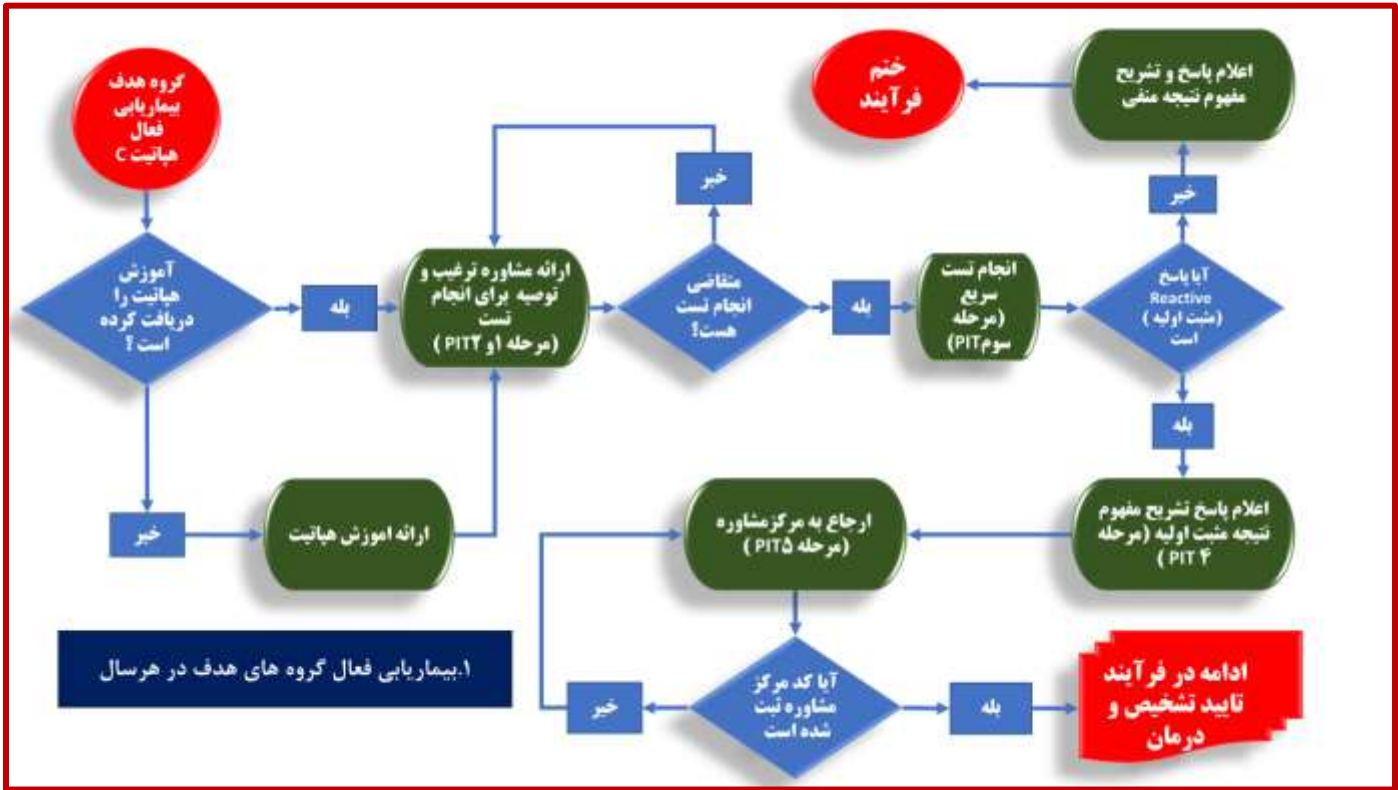 گروه هدف
بیماریابی
فعال
هپاتیت C
آموزش
هپاتیت را
دریافت کرده
است ؟
بله
خیر
ارائه اموزش هپاتیت
ارائه مشاوره ترغیب و
توصیه برای انجام
تست
(مرحله ۱و ۲PIT )
متقاضی
انجام تست
هست؟
خیر
بله
انجام تست
سریع
(مرحله
سومPIT)
آیا پاسخ
Reactive
(مثبت اولیه )
است
خیر
اعلام پاسخ و تشریح
مفهوم نتیجه منفی
ختم
فرآیند
بله
اعلام پاسخ تشریح مفهوم
نتیجه مثبت اولیه (مرحله
۴ PIT )
ارجاع به مرکزمشاوره
(مرحله ۵PIT )
آیا کد مرکز
مشاوره ثبت
شده است
خیر
بله
ادامه در فرآیند
تایید تشخیص و
درمان
۱.بیماریابی فعال گروه های هدف در هرسال